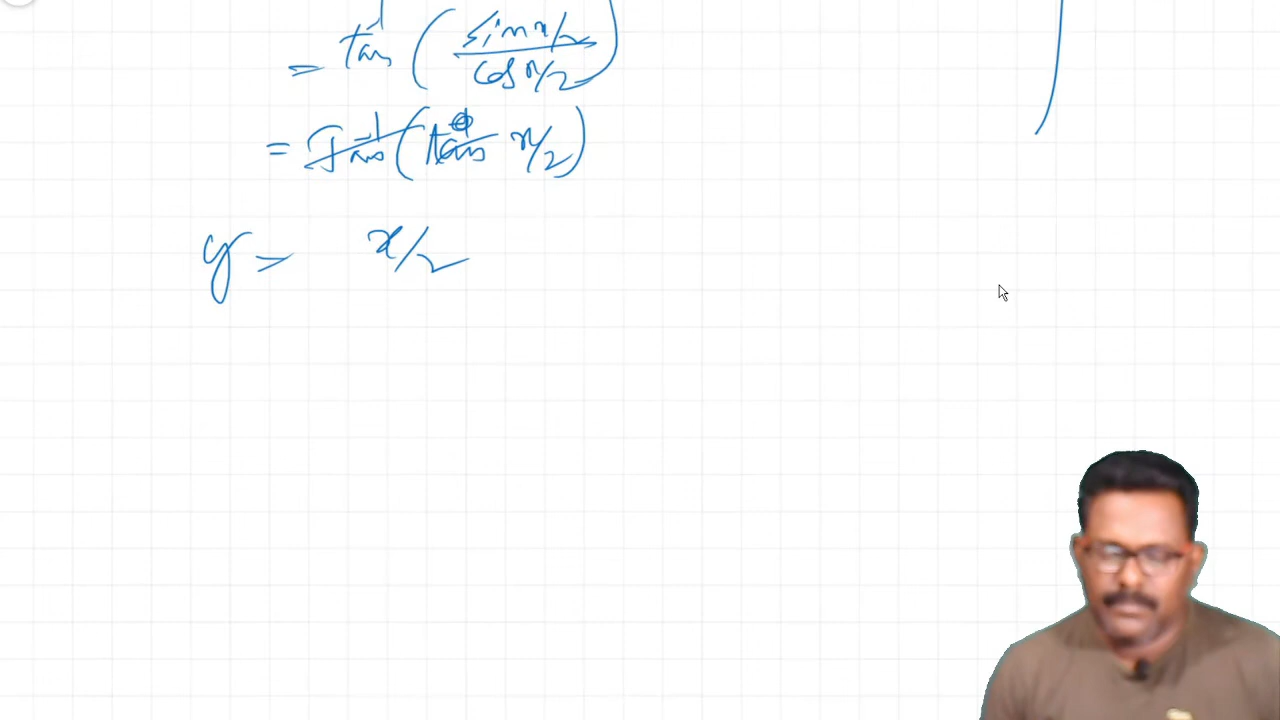 = tan⁻¹ ( sin x/2 / cos x/2 )
= Tan⁻¹ ( tan x/2 )
y = x/2